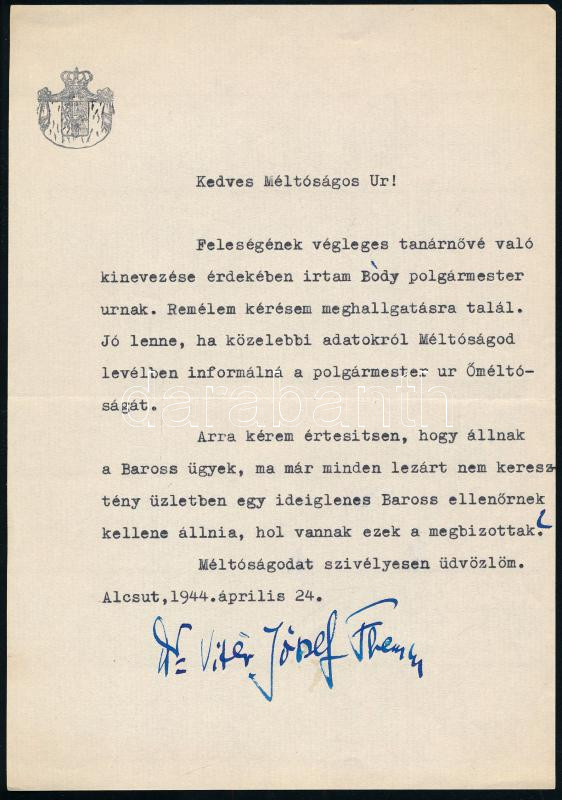 Kedves Méltóságos Ur!
Feleségének végleges tanárnővé való
kinevezése érdekében irtam Bódy polgármester
urnak. Remélem kérésem meghallgatásra talál.
Jó lenne, ha közelebbi adatokról Méltóságod
levélben informálná a polgármester ur Őméltó-
ságát.
darabanth
Arra kérem értesitsen, hogy állnak
a Baross ügyek, ma már minden lezárt nem keresz-
tény üzletben egy ideiglenes Baross ellenőrnek
kellene állnia, hol vannak ezek a megbizottak?
Méltóságodat szivélyesen üdvözlöm.
Alcsut,1944.április 24.
József